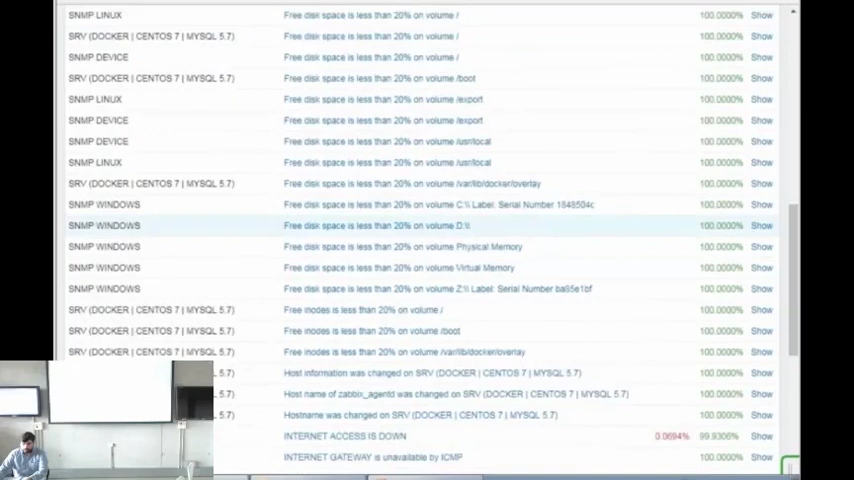 SNMP LINUX Free disk space is less than 20% on volume / 100.0000% Show
SRV (DOCKER | CENTOS 7 | MYSQL 5.7) Free disk space is less than 20% on volume / 100.0000% Show
SNMP DEVICE Free disk space is less than 20% on volume / 100.0000% Show
SRV (DOCKER | CENTOS 7 | MYSQL 5.7) Free disk space is less than 20% on volume /boot 100.0000% Show
SNMP LINUX Free disk space is less than 20% on volume /export 100.0000% Show
SNMP DEVICE Free disk space is less than 20% on volume /export 100.0000% Show
SNMP DEVICE Free disk space is less than 20% on volume /usr/local 100.0000% Show
SNMP LINUX Free disk space is less than 20% on volume /usr/local 100.0000% Show
SRV (DOCKER | CENTOS 7 | MYSQL 5.7) Free disk space is less than 20% on volume /var/lib/docker/overlay 100.0000% Show
SNMP WINDOWS Free disk space is less than 20% on volume C:\\ Label: Serial Number 1848504c 100.0000% Show
SNMP WINDOWS Free disk space is less than 20% on volume D:\\ 100.0000% Show
SNMP WINDOWS Free disk space is less than 20% on volume Physical Memory 100.0000% Show
SNMP WINDOWS Free disk space is less than 20% on volume Virtual Memory 100.0000% Show
SNMP WINDOWS Free disk space is less than 20% on volume Z:\\ Label: Serial Number ba85e1bf 100.0000% Show
SRV (DOCKER | CENTOS 7 | MYSQL 5.7) Free inodes is less than 20% on volume / 100.0000% Show
SRV (DOCKER | CENTOS 7 | MYSQL 5.7) Free inodes is less than 20% on volume /boot 100.0000% Show
SRV (DOCKER | CENTOS 7 | MYSQL 5.7) Free inodes is less than 20% on volume /var/lib/docker/overlay 100.0000% Show
5.7) Host information was changed on SRV (DOCKER | CENTOS 7 | MYSQL 5.7) 100.0000% Show
5.7) Host name of zabbix_agentd was changed on SRV (DOCKER | CENTOS 7 | MYSQL 5.7) 100.0000% Show
5.7) Hostname was changed on SRV (DOCKER | CENTOS 7 | MYSQL 5.7) 100.0000% Show
INTERNET ACCESS IS DOWN 0.0694% 99.9306% Show
INTERNET GATEWAY is unavailable by ICMP 100.0000% Show